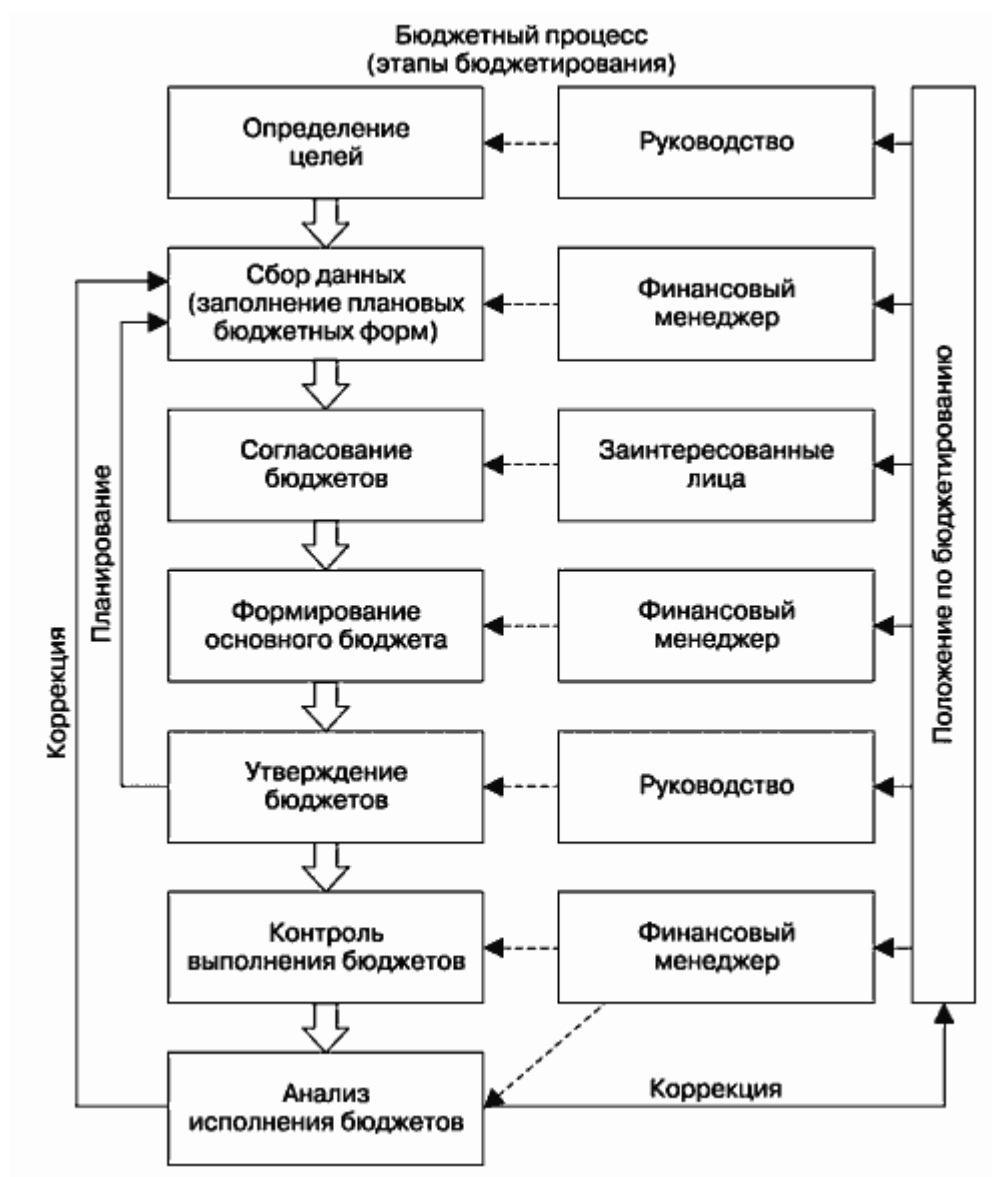 Бюджетный процесс
(этапы бюджетирования)
Определение
целей
Руководство
Сбор данных
(заполнение плановых
бюджетных форм)
Финансовый
менеджер
Согласование
бюджетов
Заинтересованные
лица
Формирование
основного бюджета
Финансовый
менеджер
Утверждение
бюджетов
Руководство
Контроль
выполнения бюджетов
Финансовый
менеджер
Анализ
исполнения бюджетов
Коррекция
Планирование
Коррекция
Положение по бюджетированию